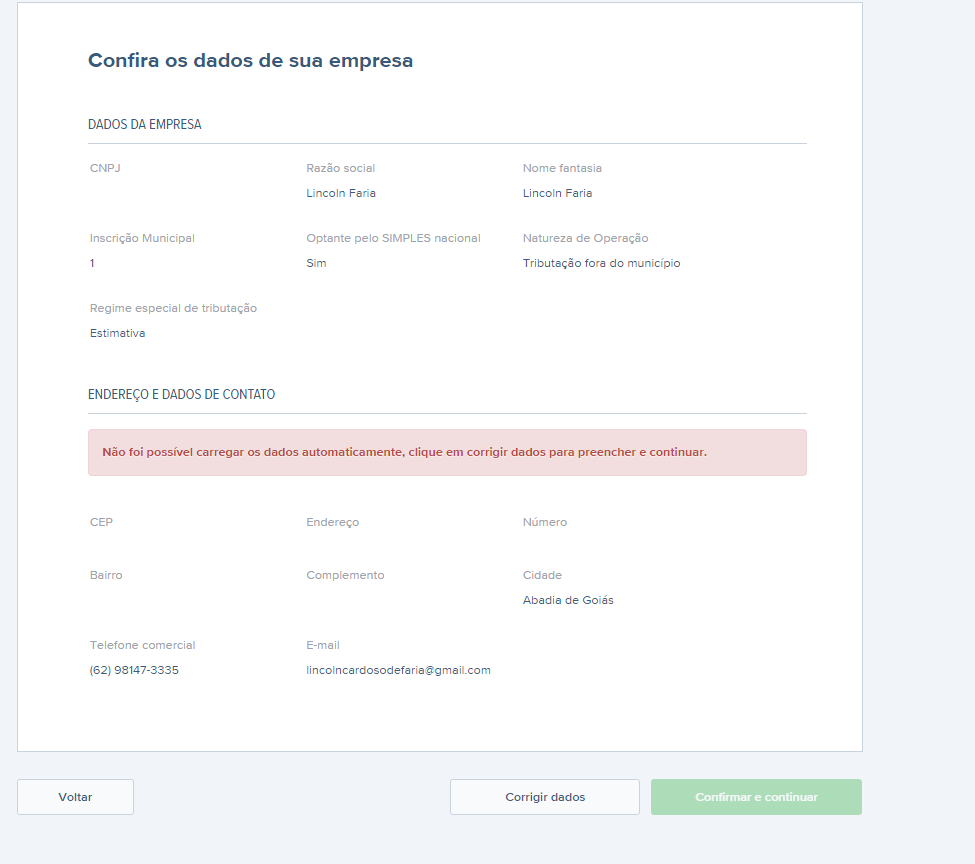 Confira os dados de sua empresa
DADOS DA EMPRESA
CNPJ Razão social Nome fantasia
Lincoln Faria Lincoln Faria
Inscrição Municipal Optante pelo SIMPLES nacional Natureza de Operação
1 Sim Tributação fora do município
Regime especial de tributação
Estimativa
ENDEREÇO E DADOS DE CONTATO
Não foi possível carregar os dados automaticamente, clique em corrigir dados para preencher e continuar.
CEP Endereço Número
Bairro Complemento Cidade
Abadia de Goiás
Telefone comercial E-mail
(62) 98147-3335 lincolncardosodefaria@gmail.com
Voltar Corrigir dados Confirmar e continuar